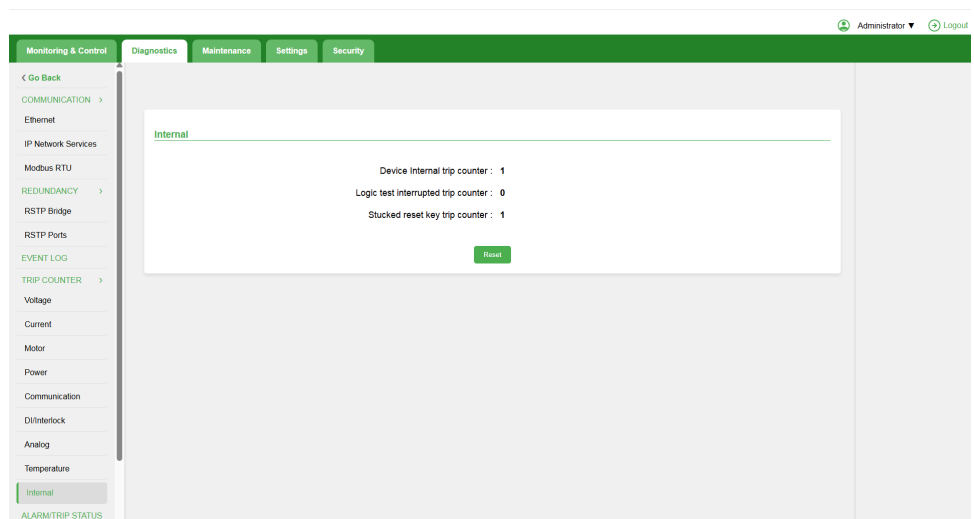 Administrator ▼ Logout
Monitoring & Control Diagnostics Maintenance Settings Security
Go Back
COMMUNICATION >
Ethernet
IP Network Services
Modbus RTU
REDUNDANCY >
RSTP Bridge
RSTP Ports
EVENT LOG
TRIP COUNTER >
Voltage
Current
Motor
Power
Communication
DI/Interlock
Analog
Temperature
Internal
ALARM/TRIP STATUS
Internal
Device Internal trip counter : 1
Logic test interrupted trip counter : 0
Stucked reset key trip counter : 1
Reset